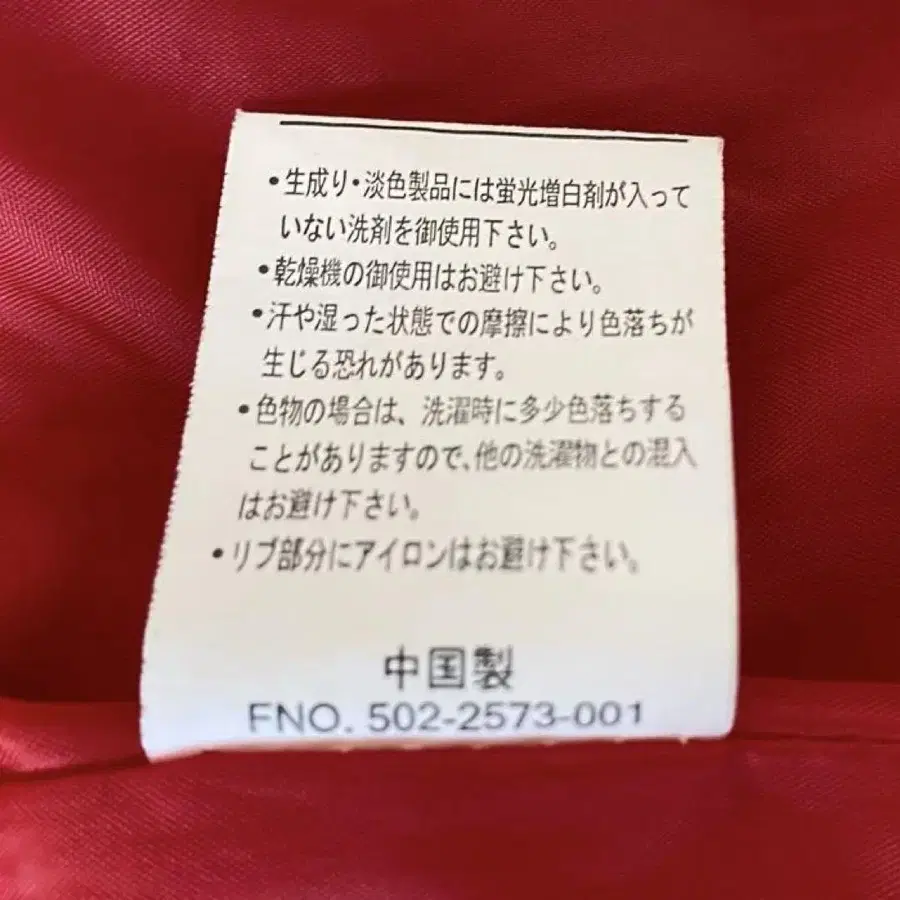 •生成り・淡色製品には蛍光増白剤が入って
いない洗剤を御使用下さい。
•乾燥機の御使用はお避け下さい。
•汗や湿った状態での摩擦により色落ちが
生じる恐れがあります。
•色物の場合は、洗濯時に多少色落ちする
ことがありますので、他の洗濯物との混入
はお避け下さい。
•リブ部分にアイロンはお避け下さい。
中国製
FNO. 502-2573-001